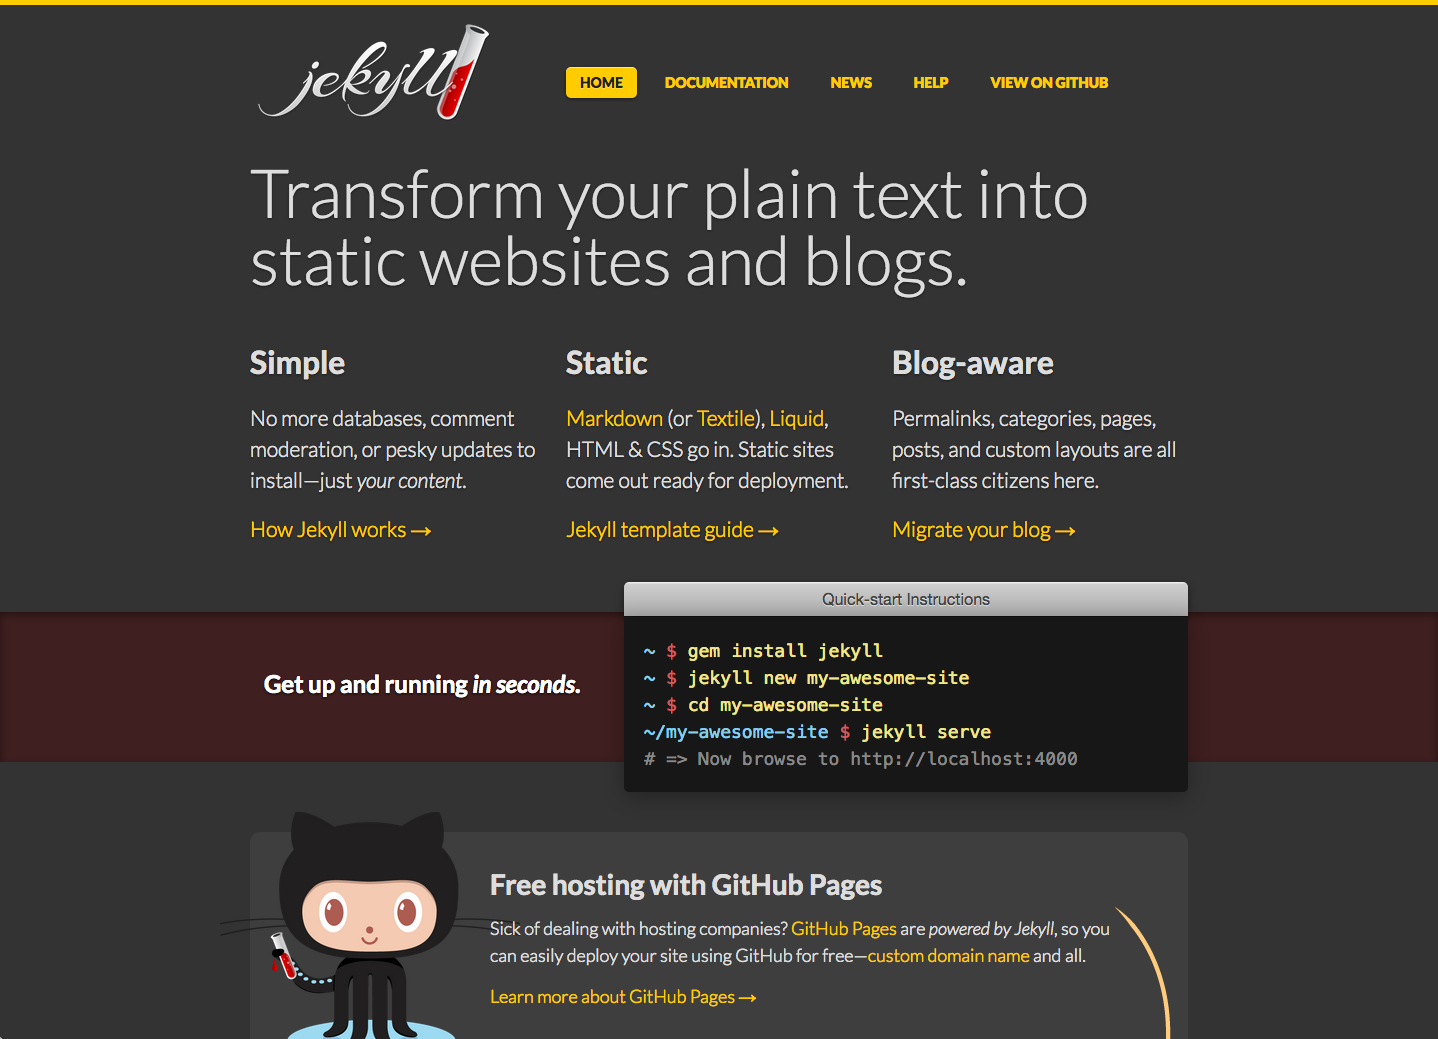 jekyll
HOME DOCUMENTATION NEWS HELP VIEW ON GITHUB
Transform your plain text into
static websites and blogs.
Simple
No more databases, comment
moderation, or pesky updates to
install—just your content.
How Jekyll works →
Static
Markdown (or Textile), Liquid,
HTML & CSS go in. Static sites
come out ready for deployment.
Jekyll template guide →
Blog-aware
Permalinks, categories, pages,
posts, and custom layouts are all
first-class citizens here.
Migrate your blog →
Get up and running in seconds.
Quick-start Instructions
~ $ gem install jekyll
~ $ jekyll new my-awesome-site
~ $ cd my-awesome-site
~/my-awesome-site $ jekyll serve
# => Now browse to http://localhost:4000
Free hosting with GitHub Pages
Sick of dealing with hosting companies? GitHub Pages are powered by Jekyll, so you
can easily deploy your site using GitHub for free—custom domain name and all.
Learn more about GitHub Pages →